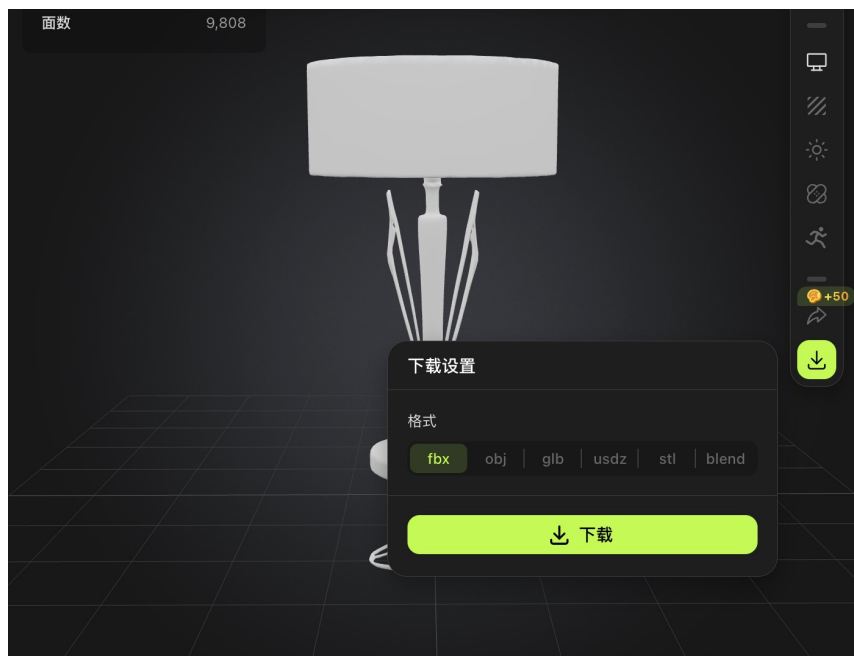 面数 9,808
+50
下载设置
格式
fbx obj glb usdz stl blend
下载